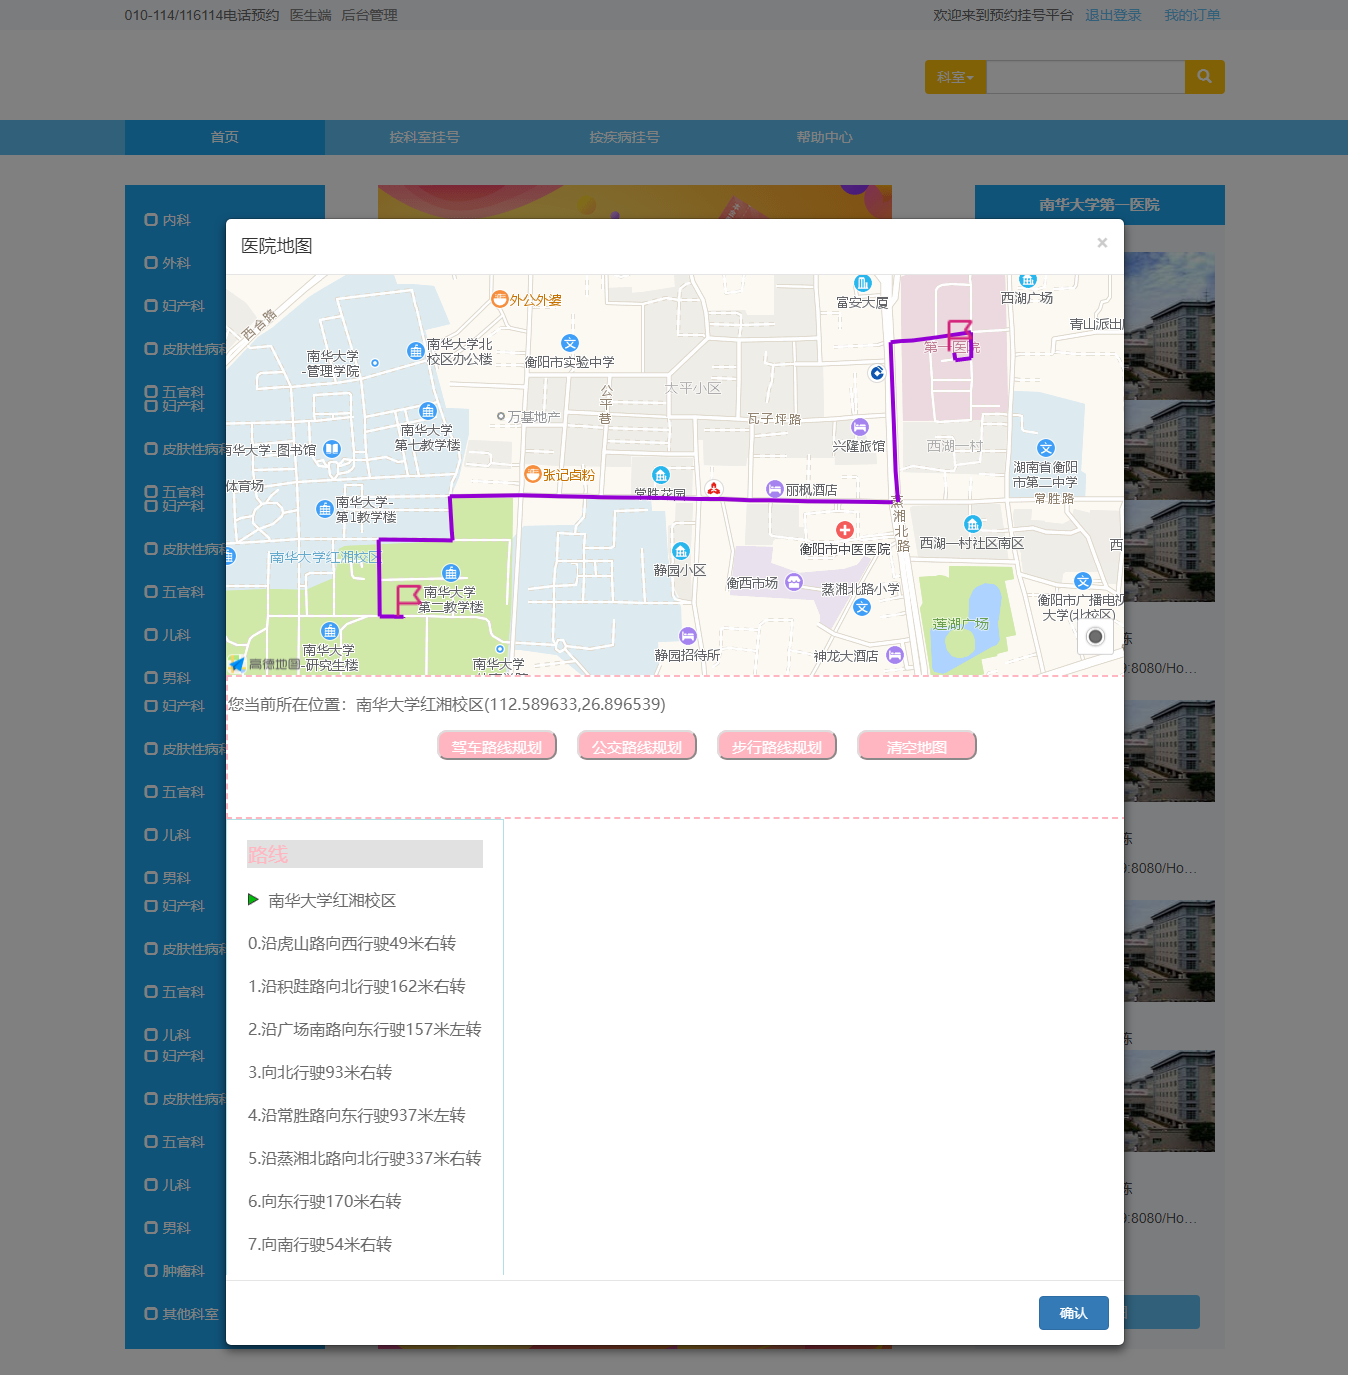 010-114/116114电话预约 医生端 后台管理
欢迎来到预约挂号平台 退出登录 我的订单
科室
首页 按科室挂号 按疾病挂号 帮助中心
南华大学第一医院
内科
外科
妇产科
皮肤性病科
五官科
妇产科
皮肤性病科
五官科
妇产科
皮肤性病科
五官科
儿科
男科
妇产科
皮肤性病科
五官科
儿科
男科
妇产科
皮肤性病科
五官科
儿科
妇产科
皮肤性病科
五官科
儿科
男科
肿瘤科
其他科室
医院地图 ×
西台路
外公外婆
富安大厦
西湖广场
青山派出
南华大学
-管理学院
南华大学北
校区办公楼
衡阳市实验中学
第一医院
太平小区
公平巷
万基地产
瓦子坪路
南华大学
第七教学楼
兴隆旅馆
西湖一村
南华大学-图书馆
张记卤粉
湖南省衡阳
市第二中学
体育场
常胜花园
丽枫酒店
常胜路
南华大学-
第1教学楼
蒸湘北路
衡阳市中医医院
西湖一村社区南区
西
南华大学红湘校区
静园小区
衡西市场
蒸湘北路小学
南华大学
第二教学楼
衡阳市广播电视
大学(北校区)
莲湖广场
南华大学
-研究生楼
高德地图
南华大学
静园招待所
神龙大酒店
您当前所在位置：南华大学红湘校区(112.589633,26.896539)
驾车路线规划 公交路线规划 步行路线规划 清空地图
路线
南华大学红湘校区
0.沿虎山路向西行驶49米右转
1.沿积跬路向北行驶162米右转
2.沿广场南路向东行驶157米左转
3.向北行驶93米右转
4.沿常胜路向东行驶937米左转
5.沿蒸湘北路向北行驶337米右转
6.向东行驶170米右转
7.向南行驶54米右转
确认
栋
9:8080/Ho...
栋
9:8080/Ho...
栋
栋
9:8080/Ho...